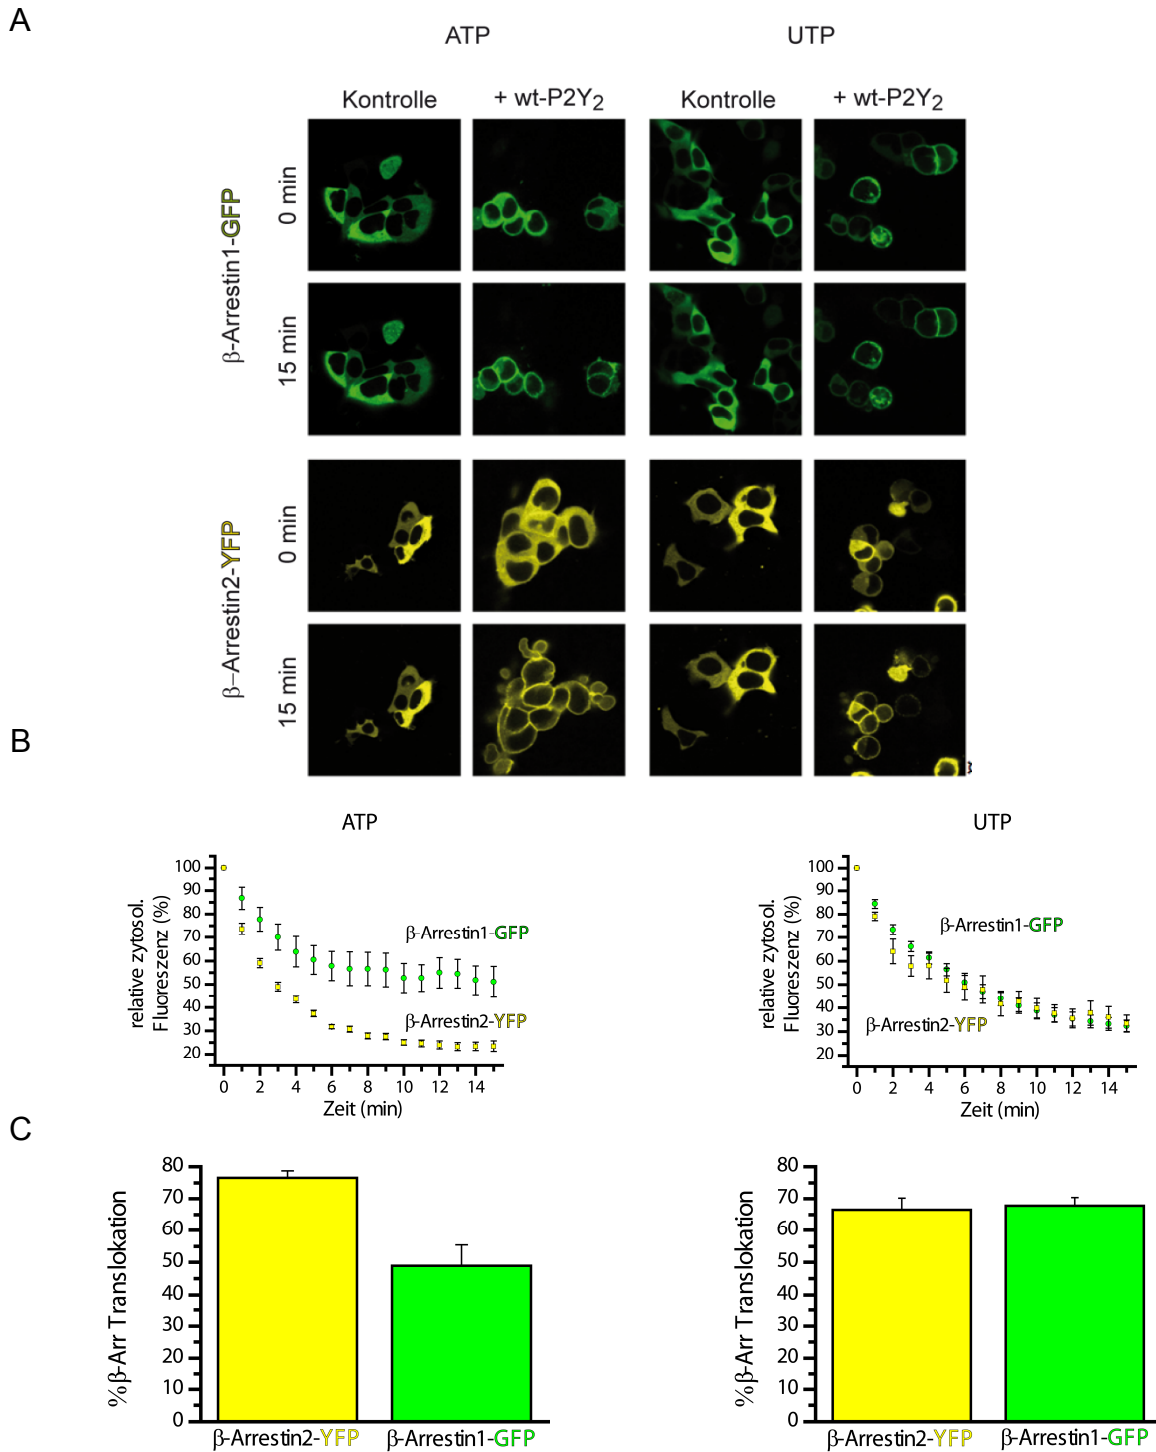 A
ATP UTP
Kontrolle + wt-P2Y2 Kontrolle + wt-P2Y2
β-Arrestin1-GFP
0 min
15 min
β–Arrestin2-YFP
0 min
15 min
B
ATP
relative zytosol.
Fluoreszenz (%)
100
90
80
70
60
50
40
30
20
β-Arrestin1-GFP
β-Arrestin2-YFP
0 2 4 6 8 10 12 14
Zeit (min)
UTP
relative zytosol.
Fluoreszenz (%)
100
90
80
70
60
50
40
30
20
β-Arrestin1-GFP
β-Arrestin2-YFP
0 2 4 6 8 10 12 14
Zeit (min)
C
%β-Arr Translokation
80
70
60
50
40
30
20
10
0
β-Arrestin2-YFP β-Arrestin1-GFP
%β-Arr Translokation
80
70
60
50
40
30
20
10
0
β-Arrestin2-YFP β-Arrestin1-GFP